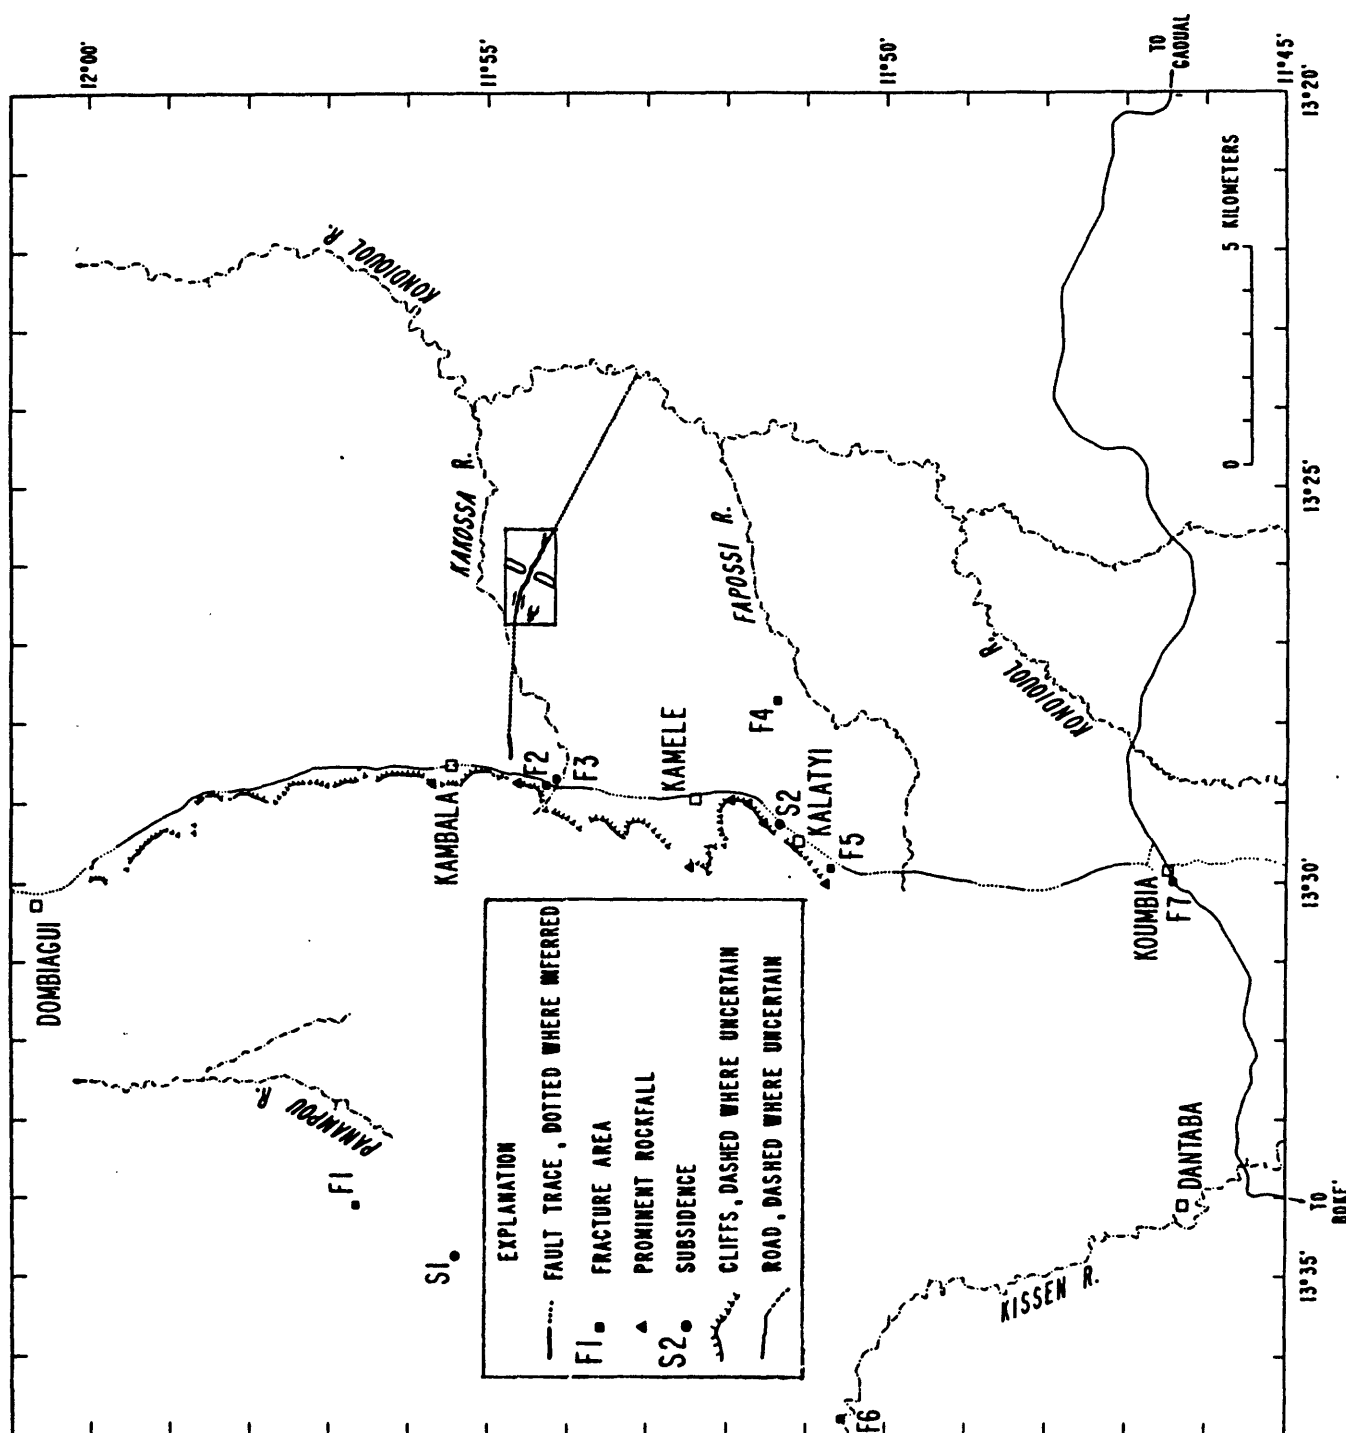 12°00'
11°55'
11°50'
11°45'
13°20'
13°25'
13°30'
13°35'
TO
GAOUAL
5 KILOMETERS
0
KONDIOUOL R.
KAKOSSA R.
FAPOSSI R.
KONDIOUOL R.
U
D
DOMBIAGUI
KAMBALAI
F2
F3
KAMELE
F4
S2
KALATYI
F5
KOUMBIA
F7
PANAMPOU
R.
F1
S1
EXPLANATION
FAULT TRACE, DOTTED WHERE INFERRED
F1 FRACTURE AREA
PROMINENT ROCKFALL
S2 SUBSIDENCE
CLIFFS, DASHED WHERE UNCERTAIN
ROAD, DASHED WHERE UNCERTAIN
DANTABA
TO
BOKE'
KISSEN R.
F6